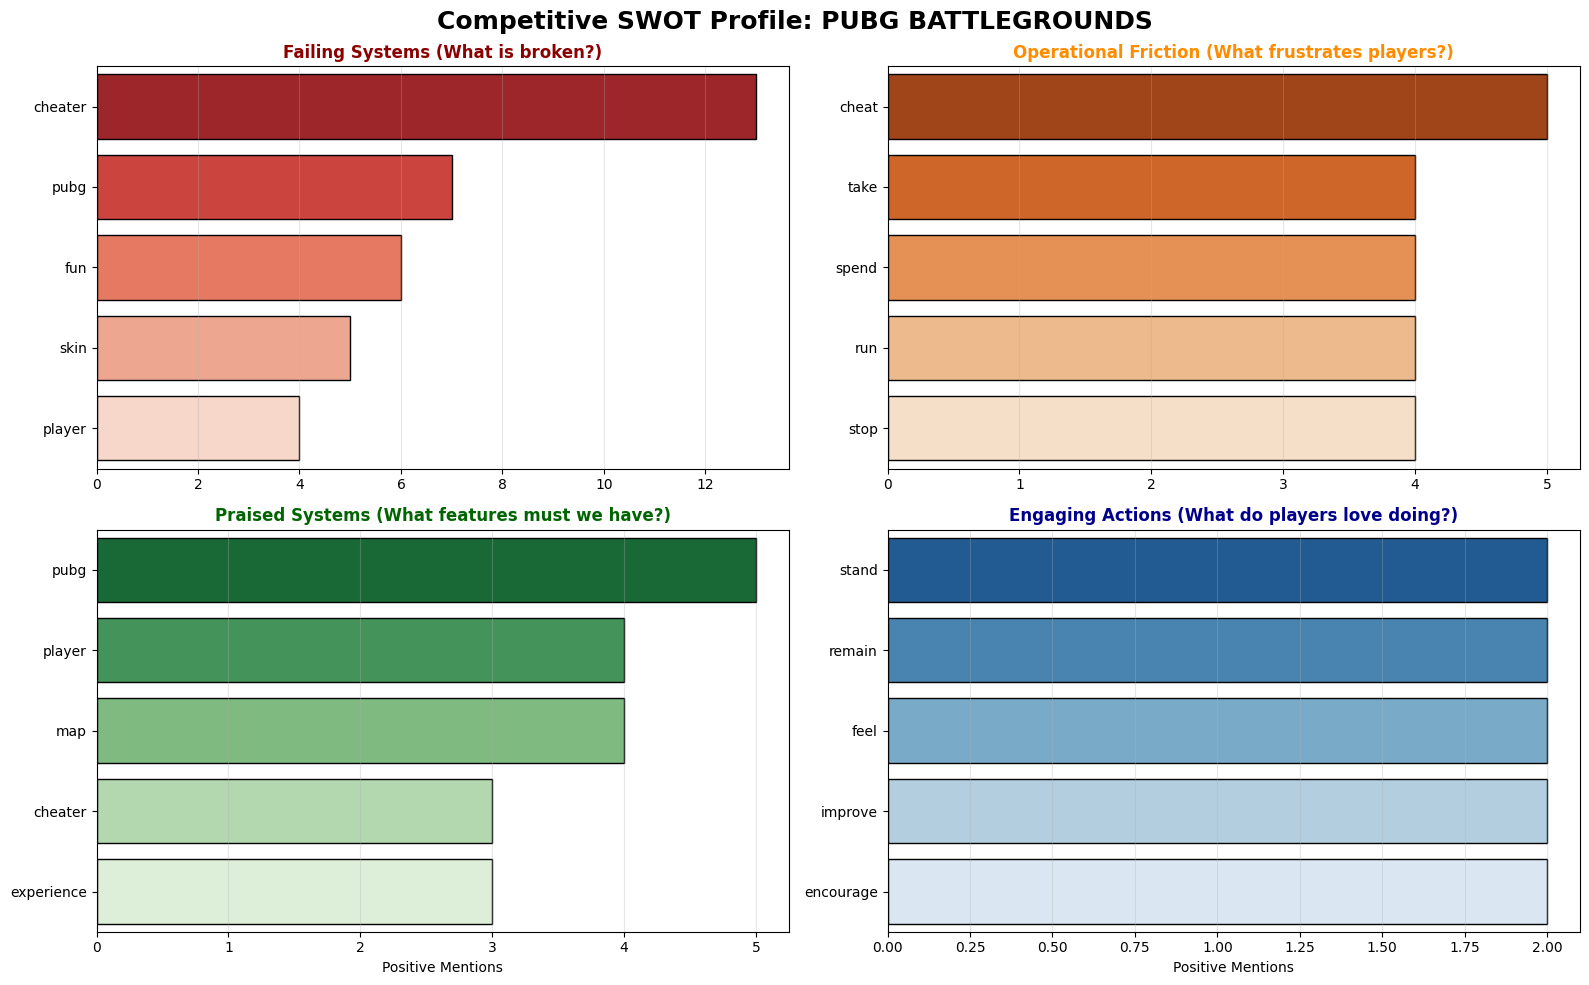 Competitive SWOT Profile: PUBG BATTLEGROUNDS
Failing Systems (What is broken?)
cheater
pubg
fun
skin
player
0 2 4 6 8 10 12
Operational Friction (What frustrates players?)
cheat
take
spend
run
stop
0 1 2 3 4 5
Praised Systems (What features must we have?)
pubg
player
map
cheater
experience
0 1 2 3 4 5
Positive Mentions
Engaging Actions (What do players love doing?)
stand
remain
feel
improve
encourage
0.00 0.25 0.50 0.75 1.00 1.25 1.50 1.75 2.00
Positive Mentions